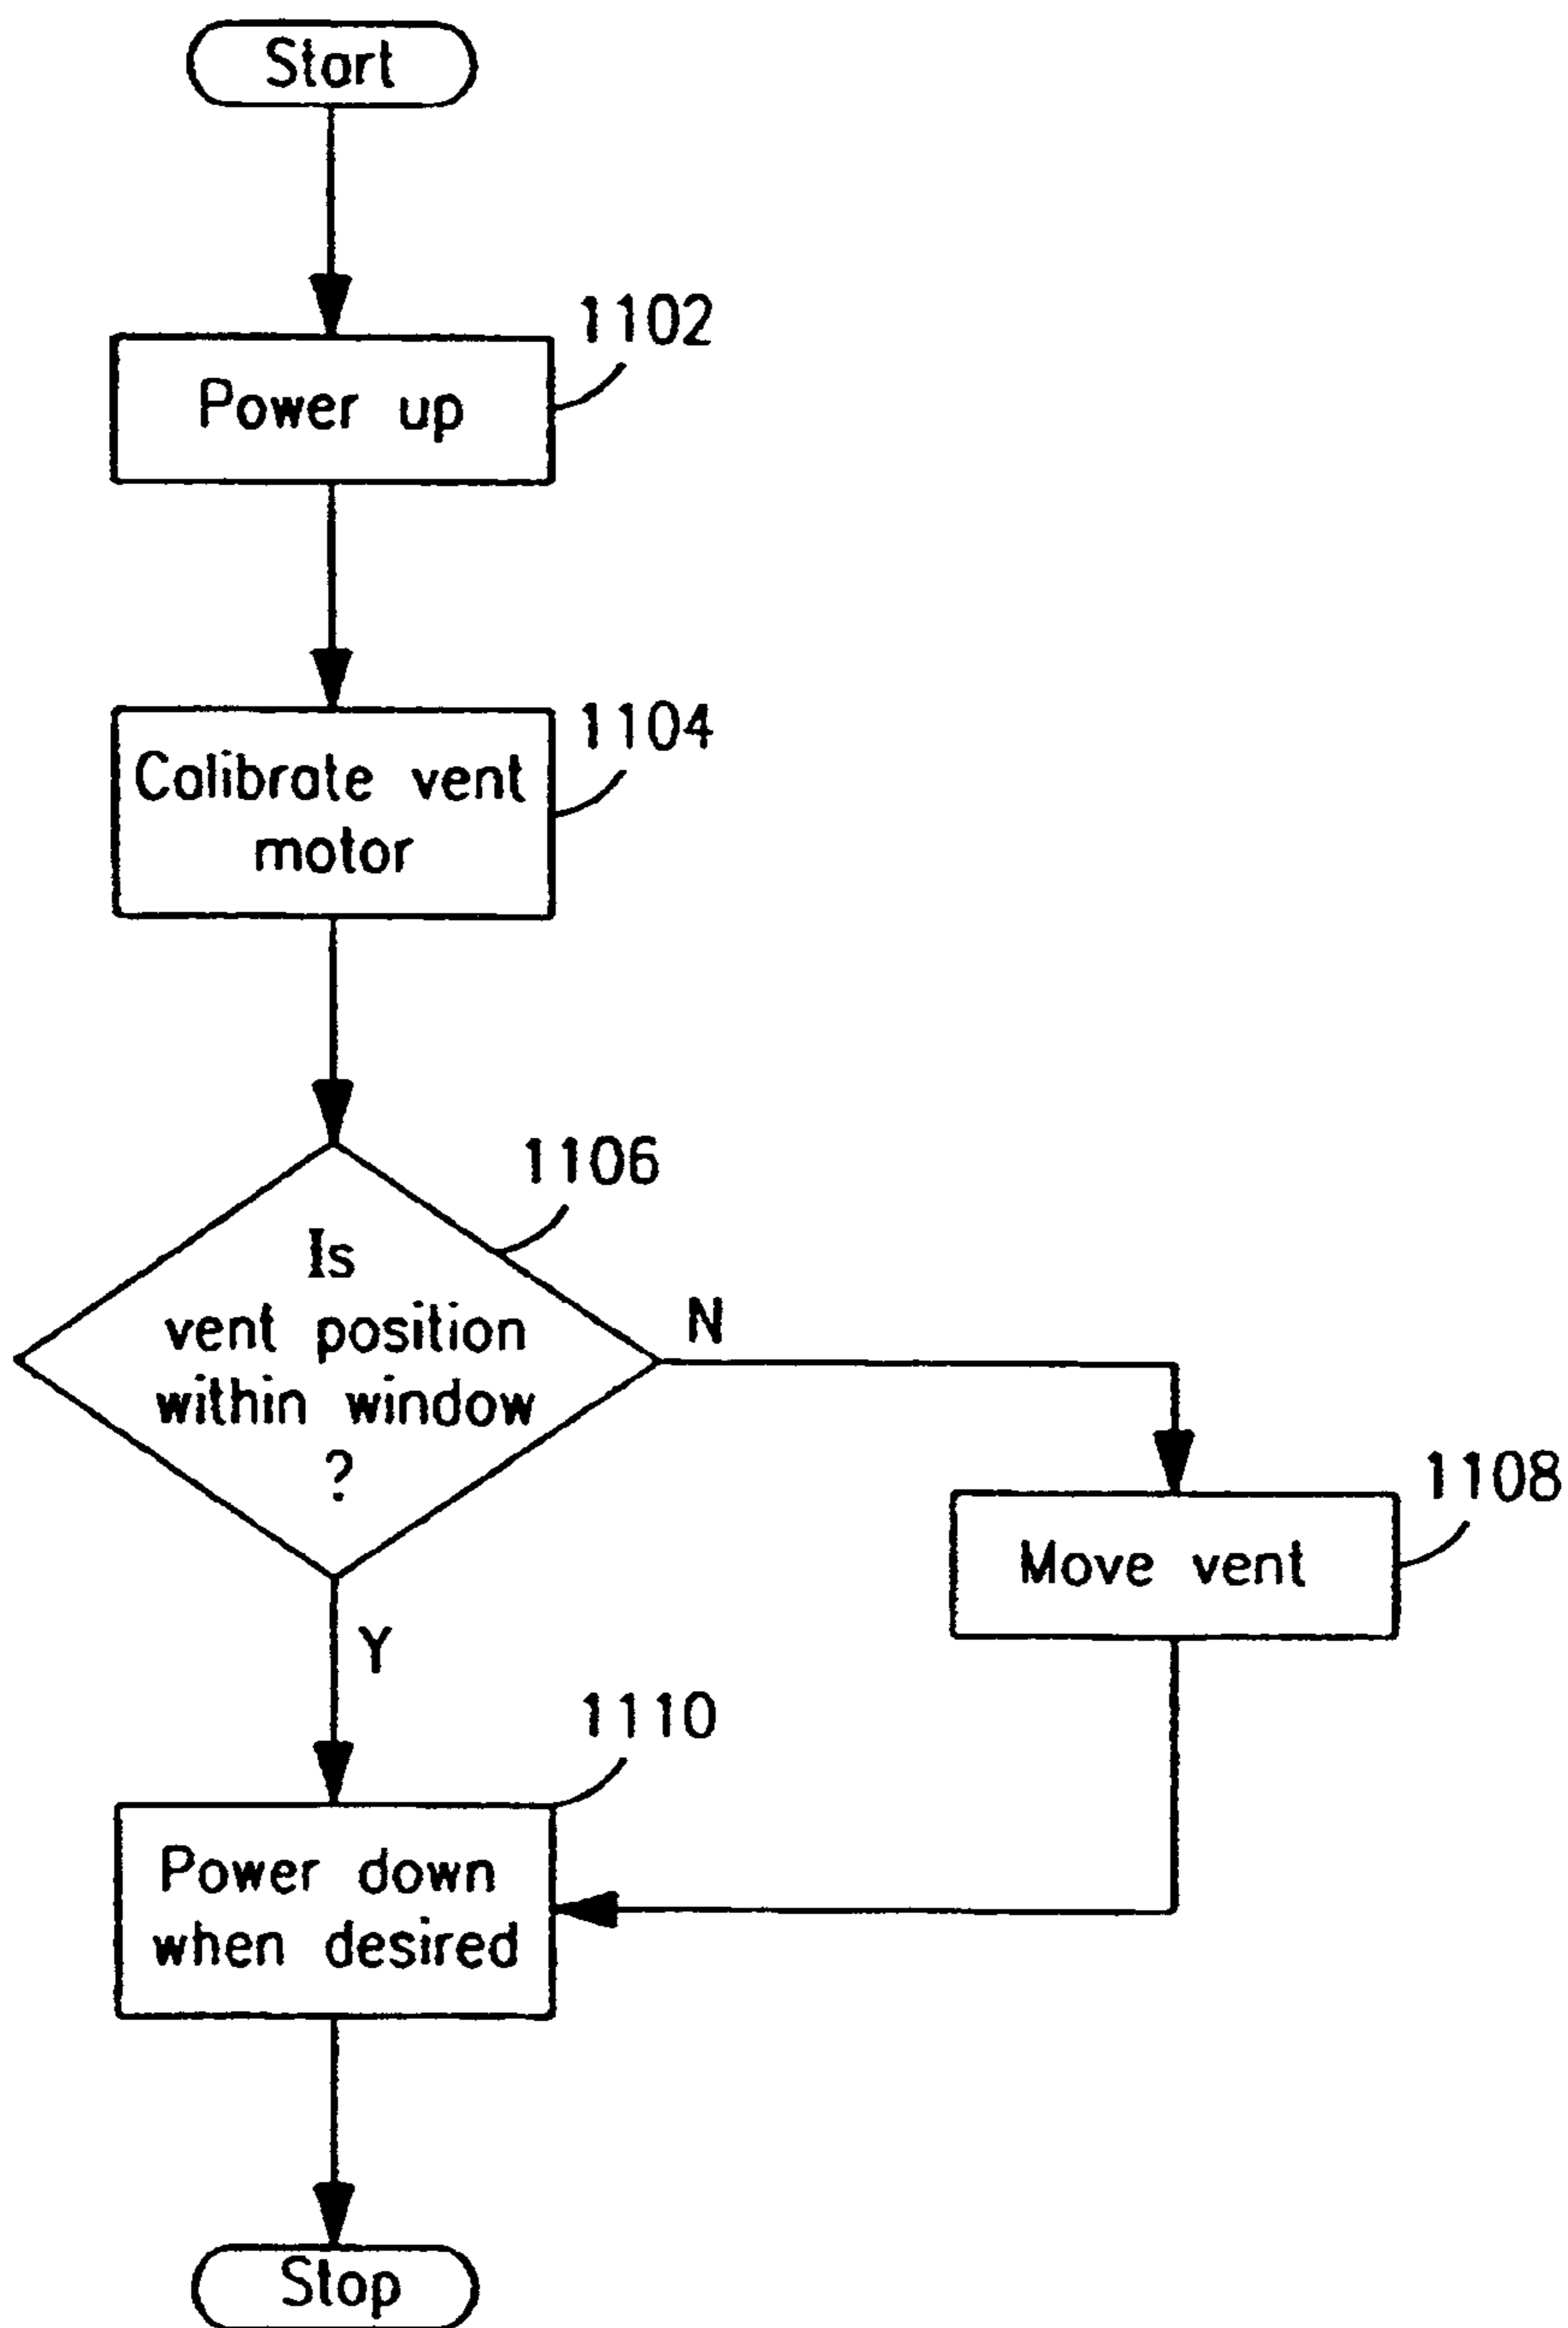 Start
1102
Power up
1104
Calibrate vent
motor
1106
Is
vent position
within window
?
N
1108
Move vent
Y
1110
Power down
when desired
Stop